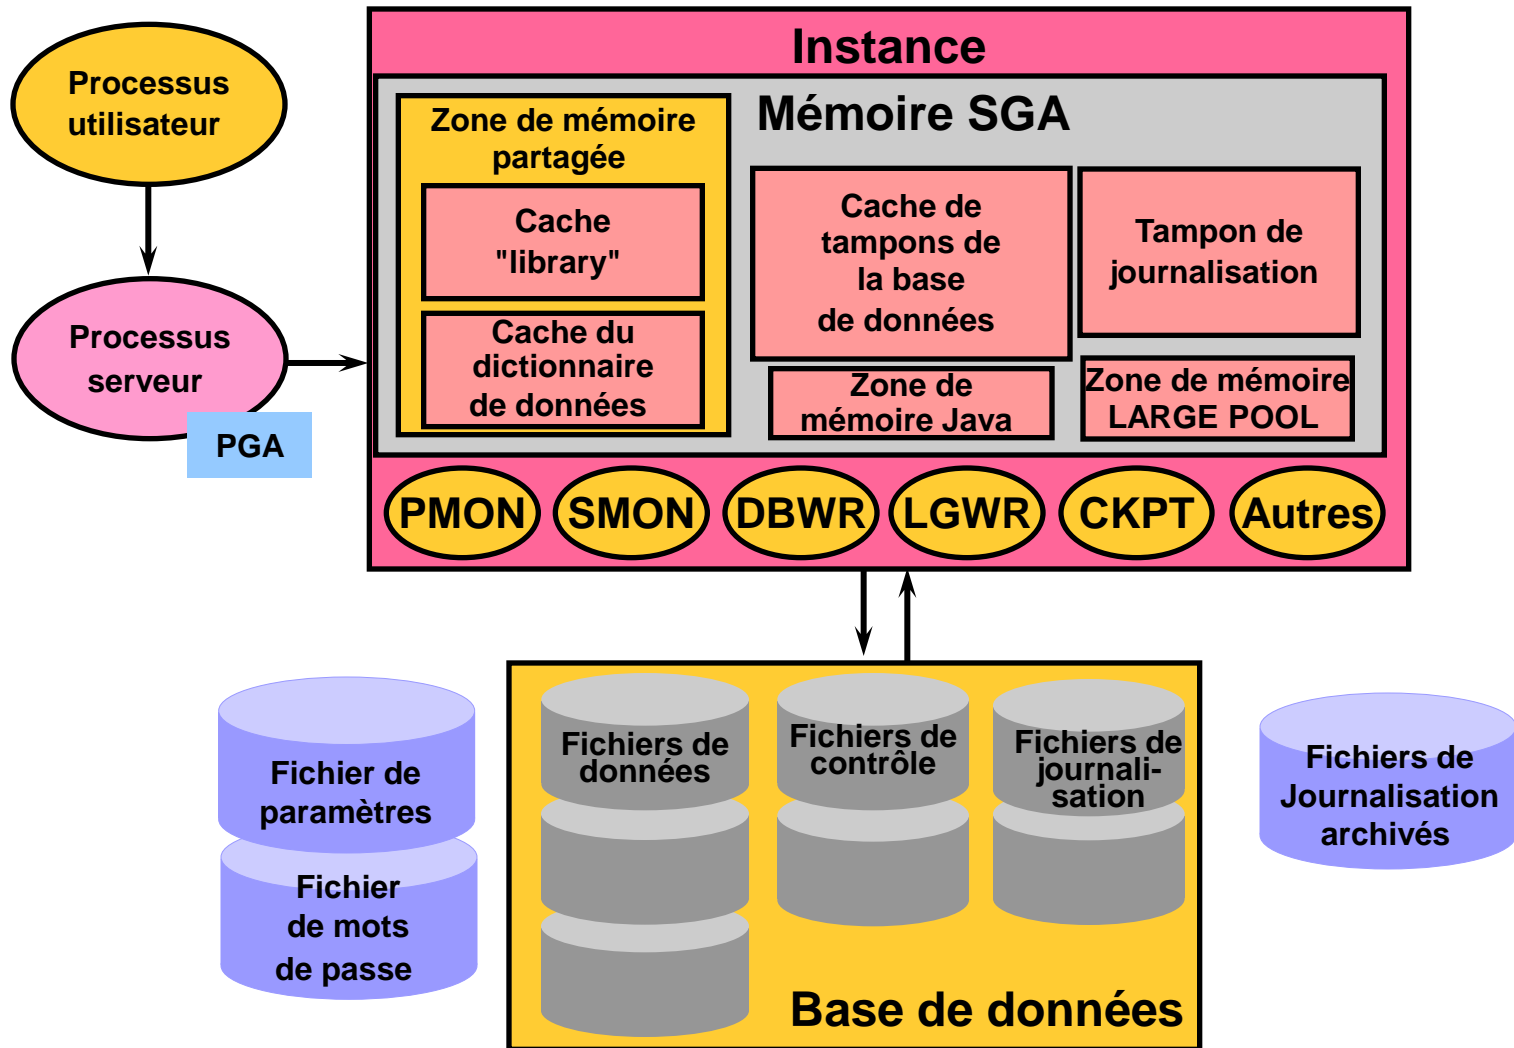 Instance
Processus
utilisateur
Mémoire SGA
Zone de mémoire
partagée
Cache
"library"
Cache du
dictionnaire
de données
Cache de
tampons de
la base
de données
Tampon de
journalisation
Zone de
mémoire Java
Zone de mémoire
LARGE POOL
Processus
serveur
PGA
PMON
SMON
DBWR
LGWR
CKPT
Autres
Fichier de
paramètres
Fichier
de mots
de passe
Fichiers de
données
Fichiers de
contrôle
Fichiers de
journali-
sation
Base de données
Fichiers de
Journalisation
archivés